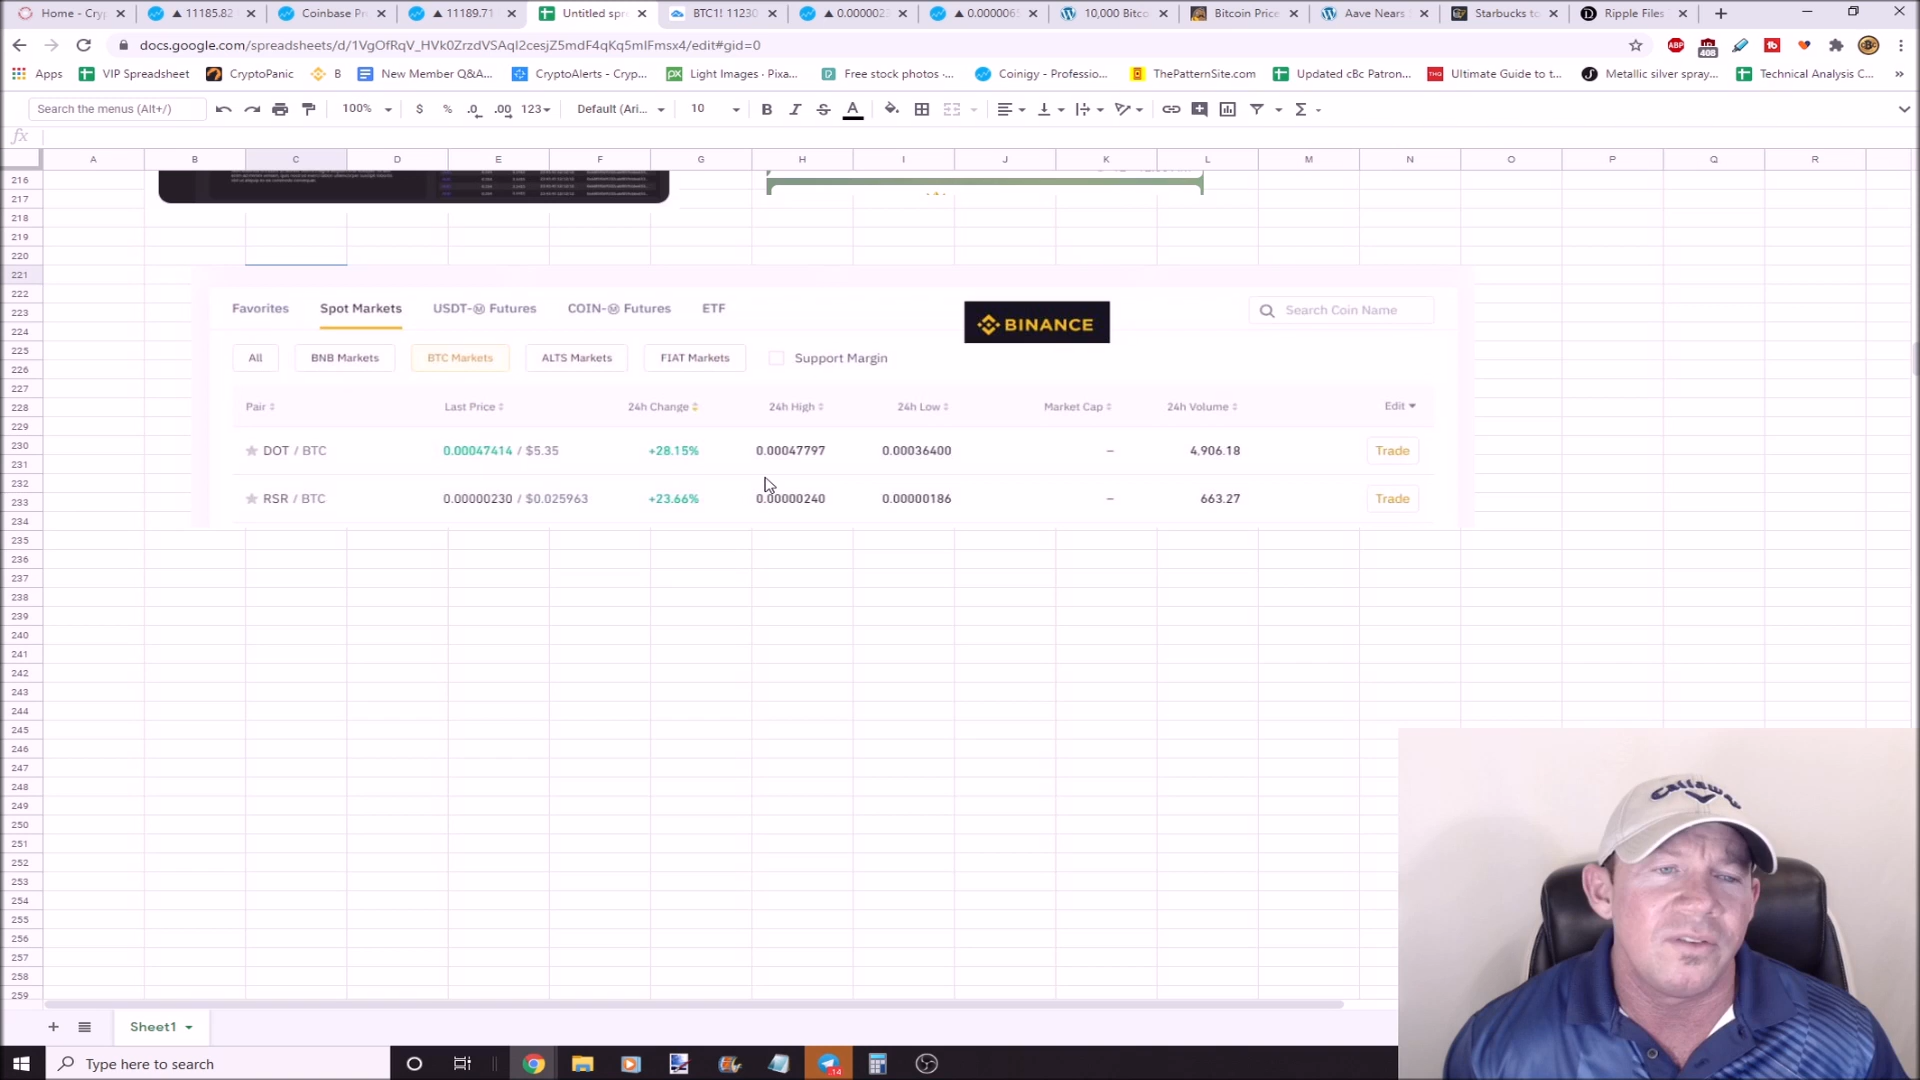 Home - Cryp
▲ 11185.82
Coinbase Pr
▲ 11189.71
Untitled spr
BTC1! 11230
▲ 0.0000023
▲ 0.000006
10,000 Bitco
Bitcoin Price
Aave Nears
Starbucks to
Ripple Files
docs.google.com/spreadsheets/d/1VgOfRqV_HVk0ZrzdVSAqI2cesjZ5mdF4qKq5mIFmsx4/edit#gid=0
ABP
408
Apps
VIP Spreadsheet
CryptoPanic
B
New Member Q&A...
CryptoAlerts - Cryp...
Light Images · Pixa...
Free stock photos ·...
Coinigy - Professio...
ThePatternSite.com
Updated cBc Patron...
Ultimate Guide to t...
Metallic silver spray...
Technical Analysis C...
»
Search the menus (Alt+/)
100%
$ % .0 .00 123
Default (Ari...
10
B I S A Σ
fx
A B C D E F G H I J K L M N O P Q R
216
217
218
219
220
221
222
223
224
225
226
227
228
229
230
231
232
233
234
235
236
237
238
239
240
241
242
243
244
245
246
247
248
249
250
251
252
253
254
255
256
257
258
259
Favorites Spot Markets USDT-Ⓜ Futures COIN-Ⓜ Futures ETF
BINANCE
Search Coin Name
All BNB Markets BTC Markets ALTS Markets FIAT Markets Support Margin
Pair Last Price 24h Change 24h High 24h Low Market Cap 24h Volume Edit
DOT / BTC 0.00047414 / $5.35 +28.15% 0.00047797 0.00036400 – 4,906.18 Trade
RSR / BTC 0.00000230 / $0.025963 +23.66% 0.00000240 0.00000186 – 663.27 Trade
Callaway
+ Sheet1
Type here to search
14